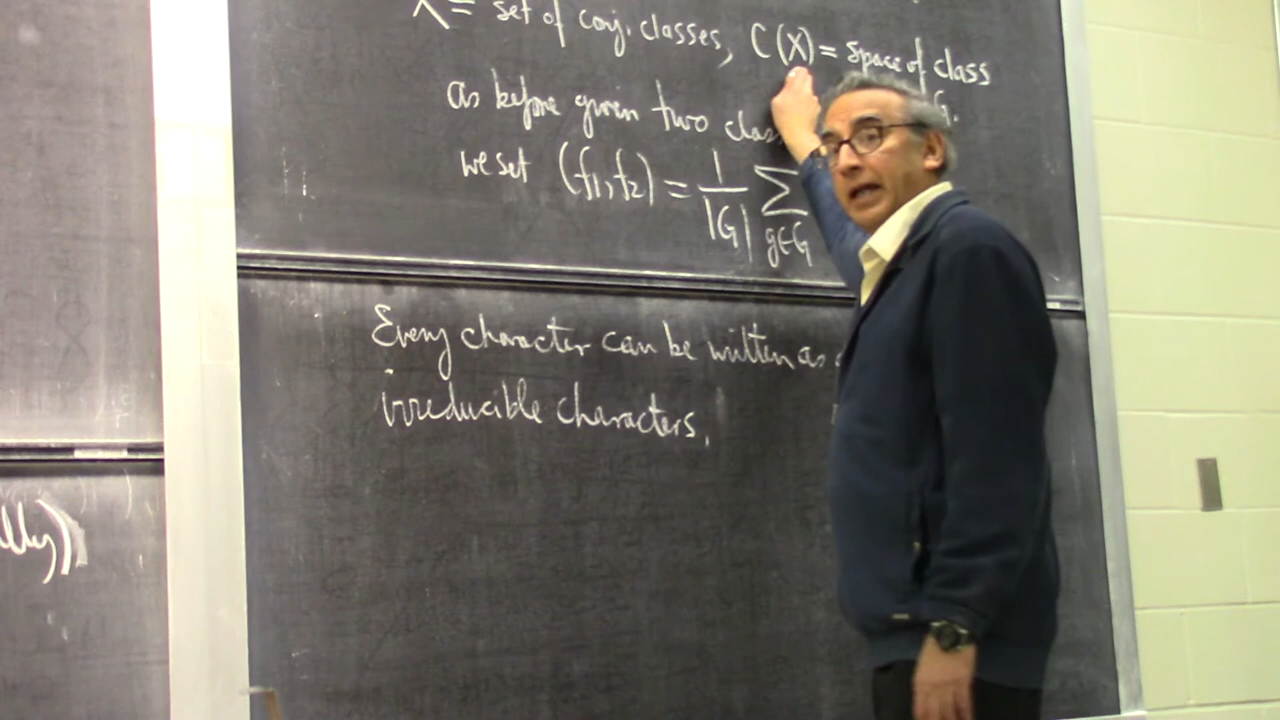 X = set of conj. classes, C(X) = space of class
as before given two clas G.
we set (f₁, f₂) = 1/|G| Σ g∈G
Every character can be written as
irreducible characters.
lly)